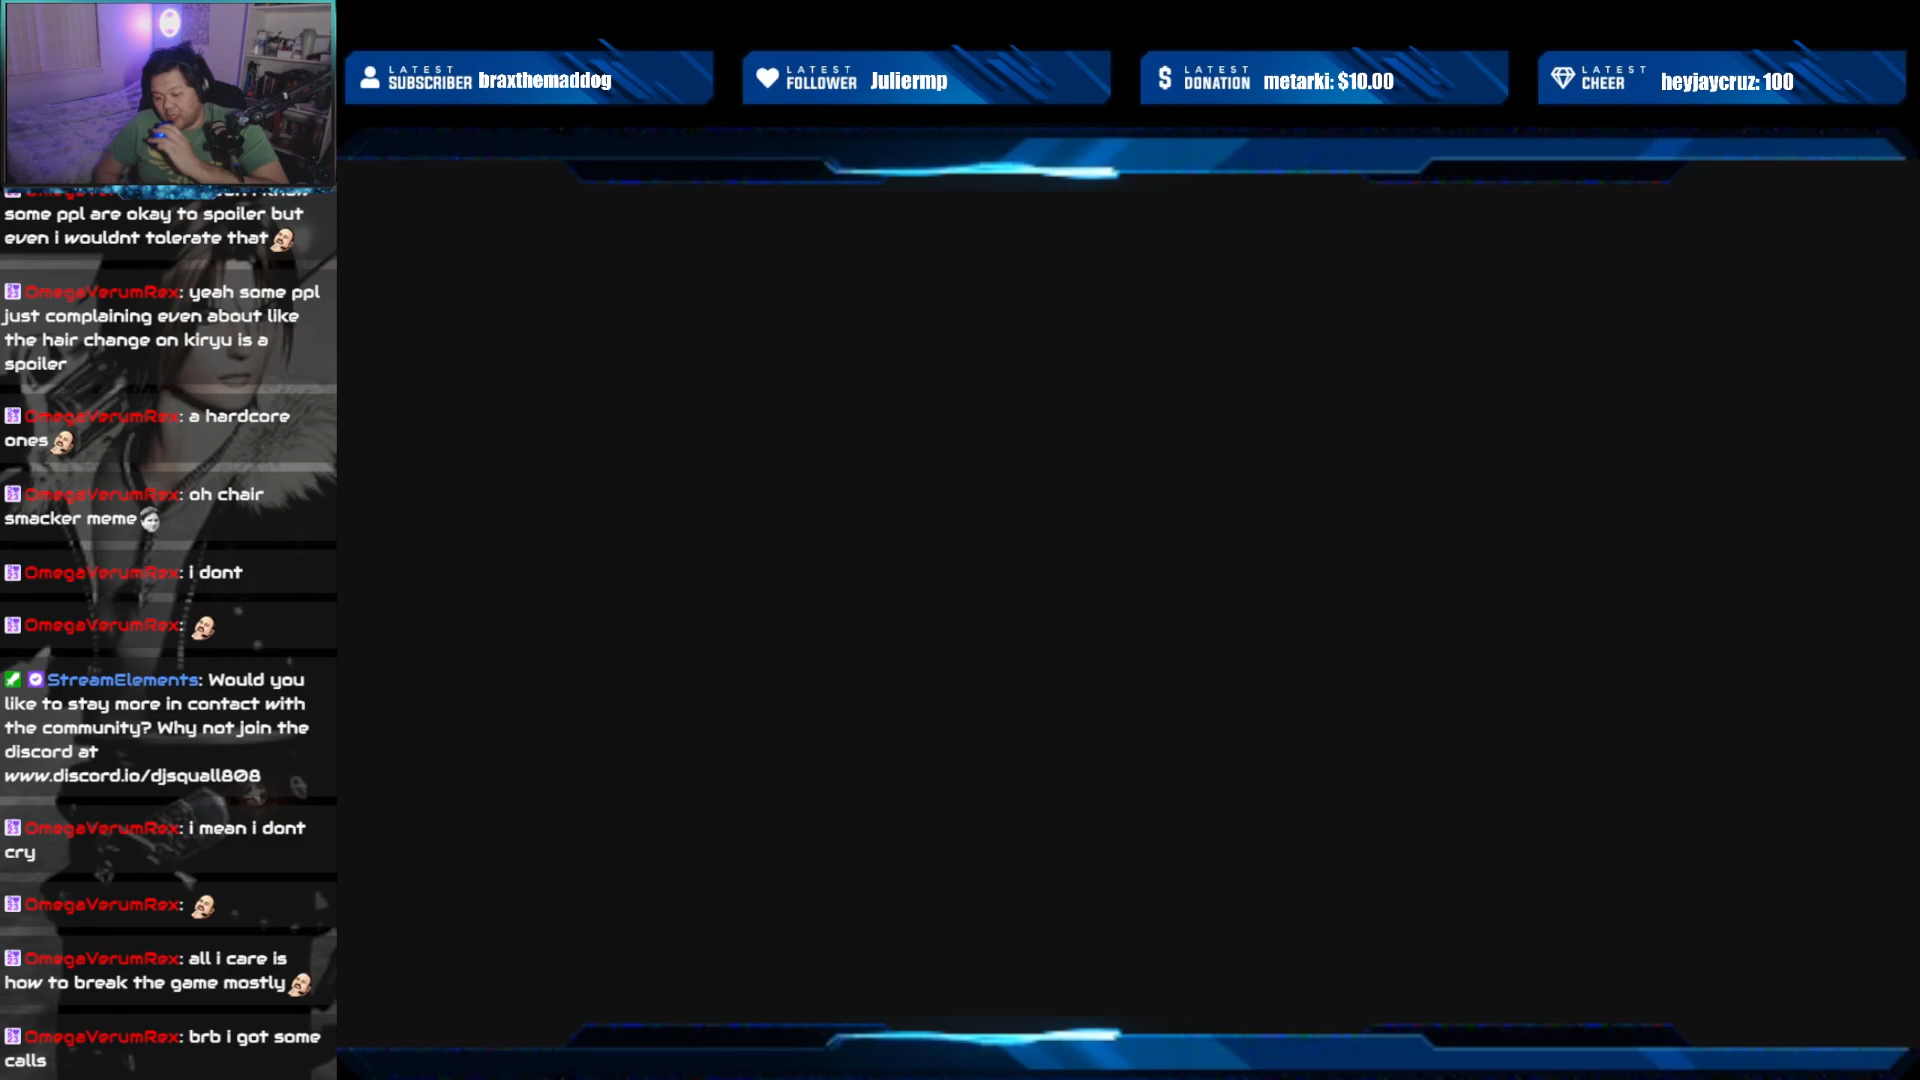 LATEST
SUBSCRIBER braxthemaddog
LATEST
FOLLOWER Juliermp
LATEST
DONATION metarki: $10.00
LATEST
CHEER heyjaycruz: 100
some ppl are okay to spoiler but
even i wouldnt tolerate that
OmegaVerumRex: yeah some ppl
just complaining even about like
the hair change on kiryu is a
spoiler
OmegaVerumRex: a hardcore
ones
OmegaVerumRex: oh chair
smacker meme
OmegaVerumRex: i dont
OmegaVerumRex:
StreamElements: Would you
like to stay more in contact with
the community? Why not join the
discord at
www.discord.io/djsquall808
OmegaVerumRex: i mean i dont
cry
OmegaVerumRex:
OmegaVerumRex: all i care is
how to break the game mostly
OmegaVerumRex: brb i got some
calls